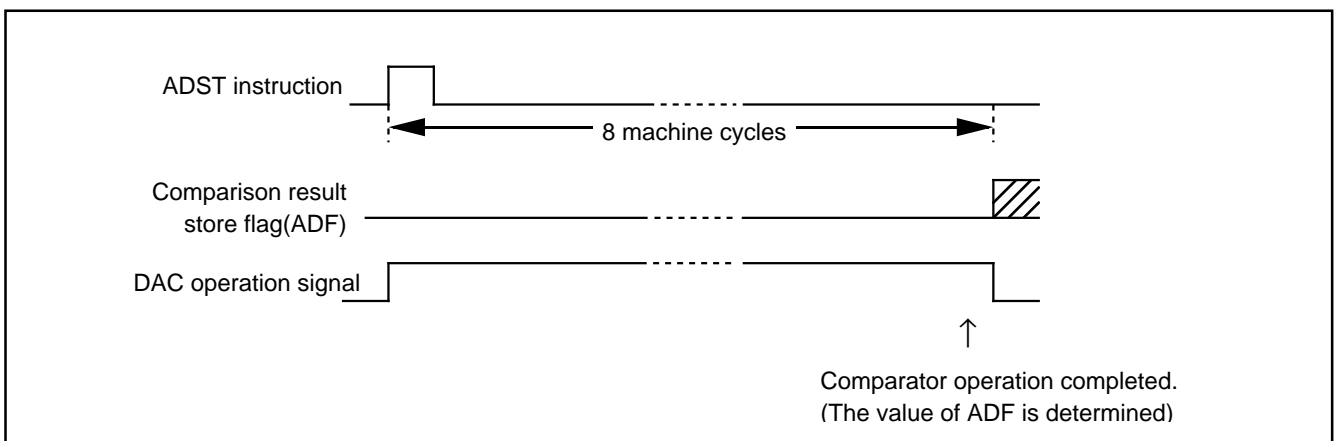 ADST instruction
8 machine cycles
Comparison result
store flag(ADF)
DAC operation signal
↑
Comparator operation completed.
(The value of ADF is determined)